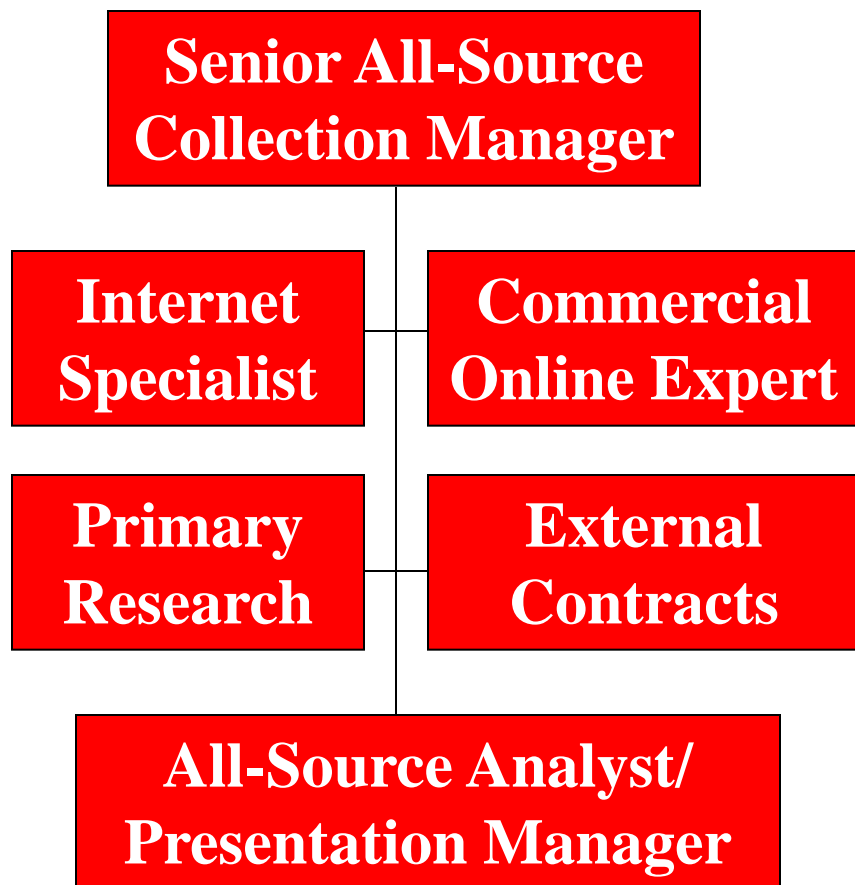 Senior All-Source
Collection Manager
Internet
Specialist
Commercial
Online Expert
Primary
Research
External
Contracts
All-Source Analyst/
Presentation Manager